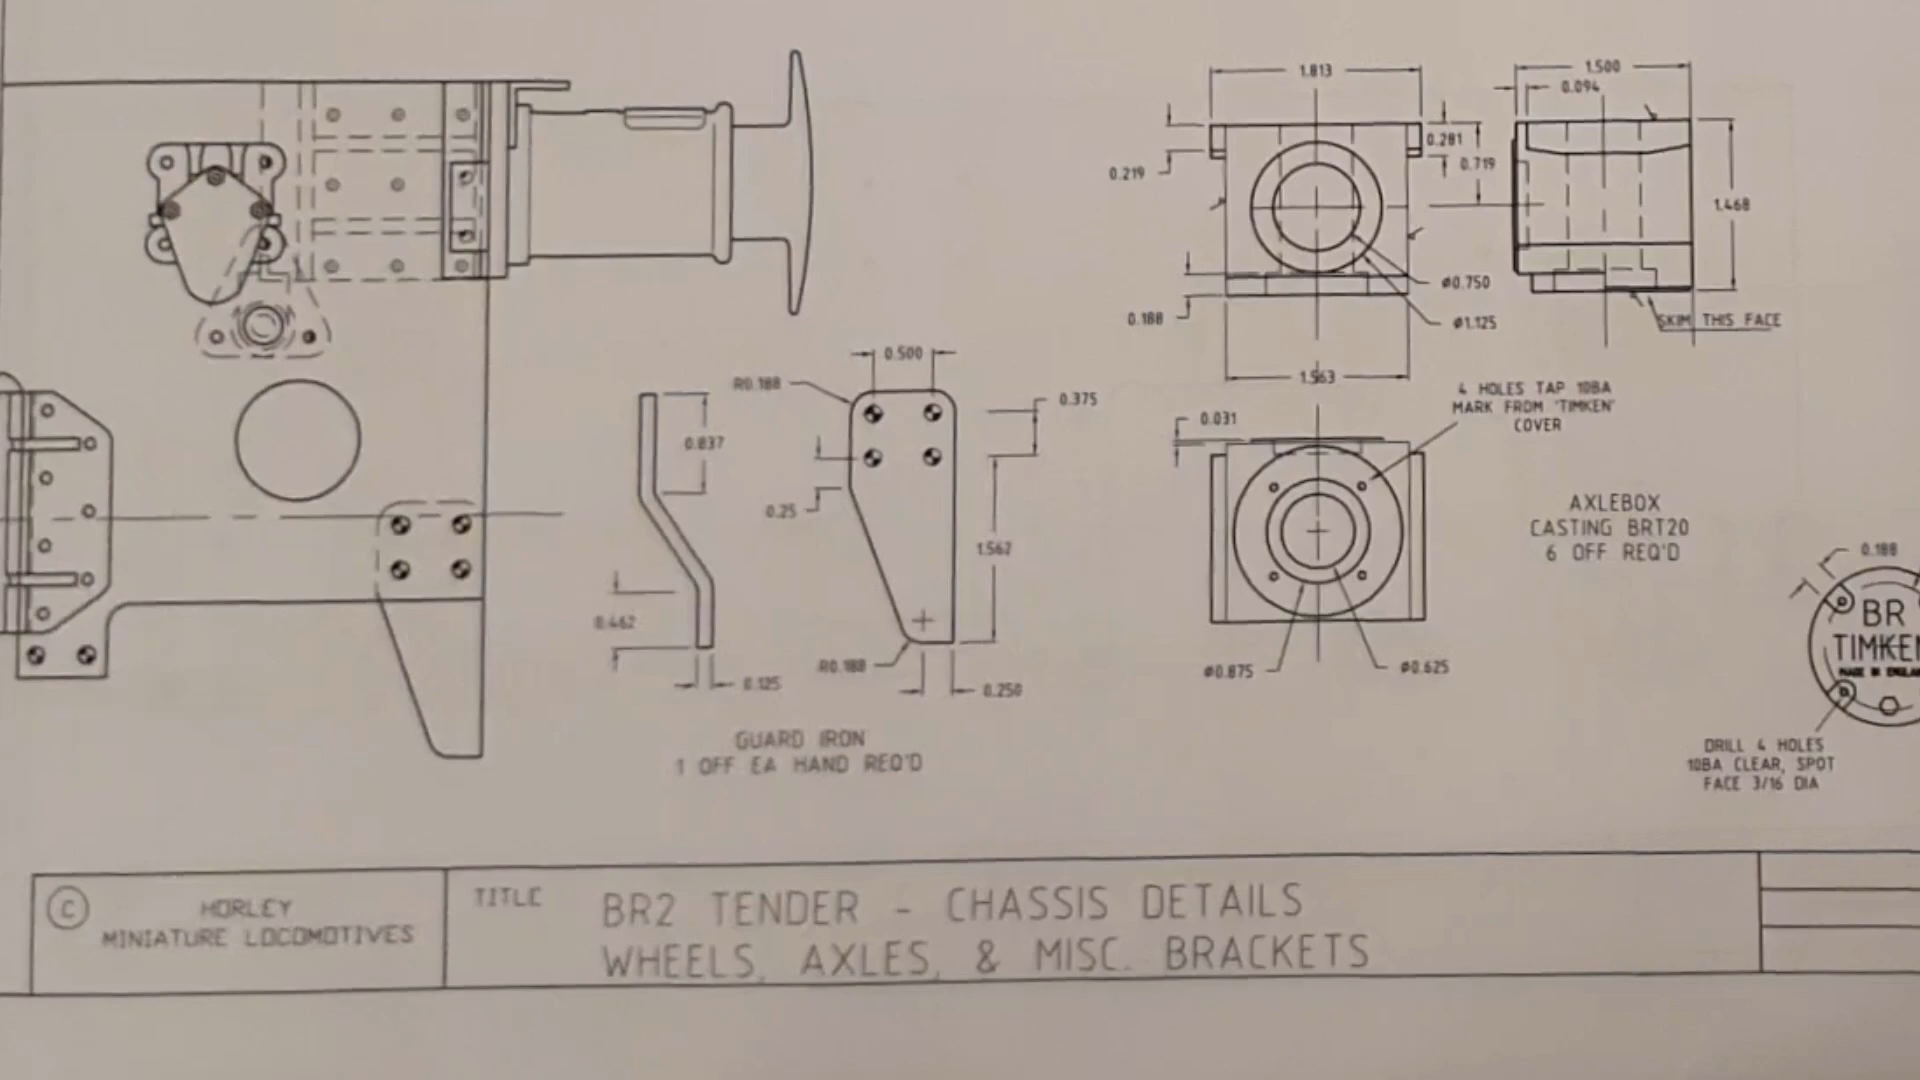 1.813
0.219
0.281
0.719
0.188
ø0.750
ø1.125
1.563
1.500
0.094
1.468
SKIM THIS FACE
0.500
R0.188
0.837
0.375
0.25
1.562
0.462
R0.188
0.125
0.250
GUARD IRON
1 OFF EA HAND REQ'D
0.031
4 HOLES TAP 10BA
MARK FROM 'TIMKEN'
COVER
ø0.875
ø0.625
AXLEBOX
CASTING BRT20
6 OFF REQ'D
0.188
BR
TIMKEN
MADE IN ENGLAN
DRILL 4 HOLES
10BA CLEAR, SPOT
FACE 3/16 DIA
© HORLEY
MINIATURE LOCOMOTIVES
TITLE
BR2 TENDER - CHASSIS DETAILS
WHEELS, AXLES, & MISC. BRACKETS